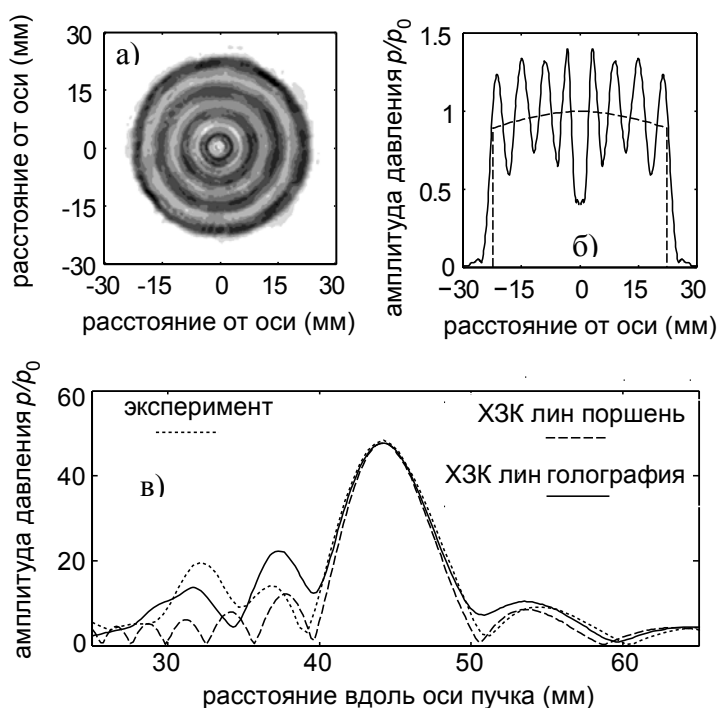 а)
расстояние от оси (мм)
30
15
0
-15
-30
-30 -15 0 15 30
расстояние от оси (мм)
б)
амплитуда давления p/p₀
1.5
1
0.5
0
−30 −15 0 15 30
расстояние от оси (мм)
в)
амплитуда давления p/p₀
60
40
20
0
эксперимент
ХЗК лин поршень
ХЗК лин голография
30 40 50 60
расстояние вдоль оси пучка (мм)